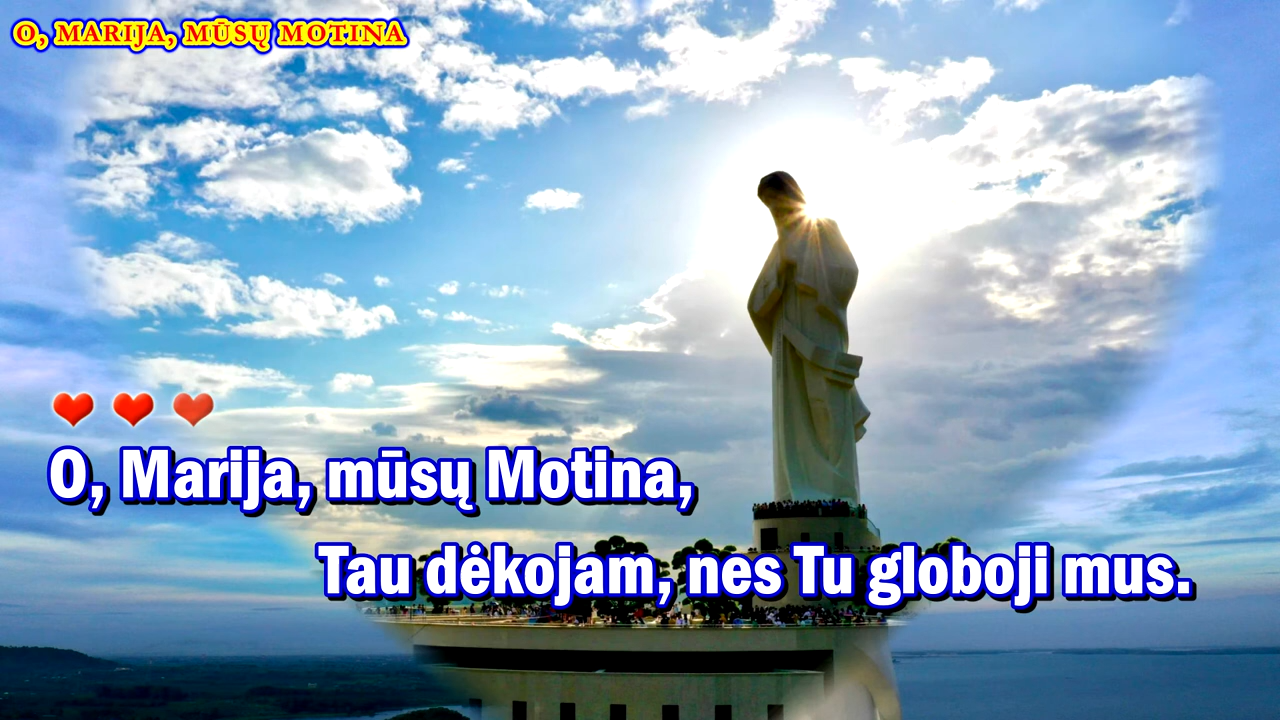 O, MARIJA, MŪSŲ MOTINA
O, Marija, mūsų Motina,
Tau dėkojam, nes Tu globoji mus.